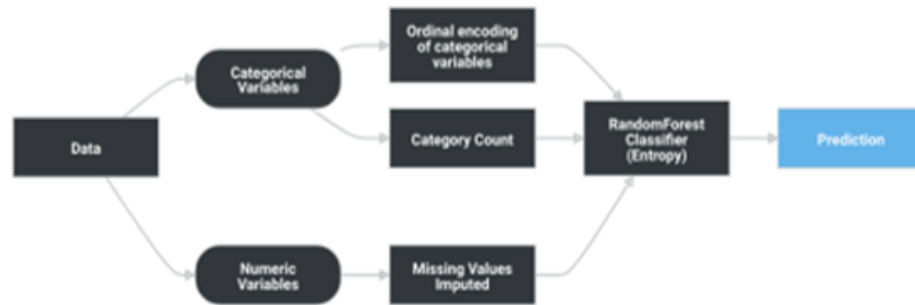 Data
Categorical
Variables
Numeric
Variables
Ordinal encoding
of categorical
variables
Category Count
Missing Values
Imputed
RandomForest
Classifier
(Entropy)
Prediction